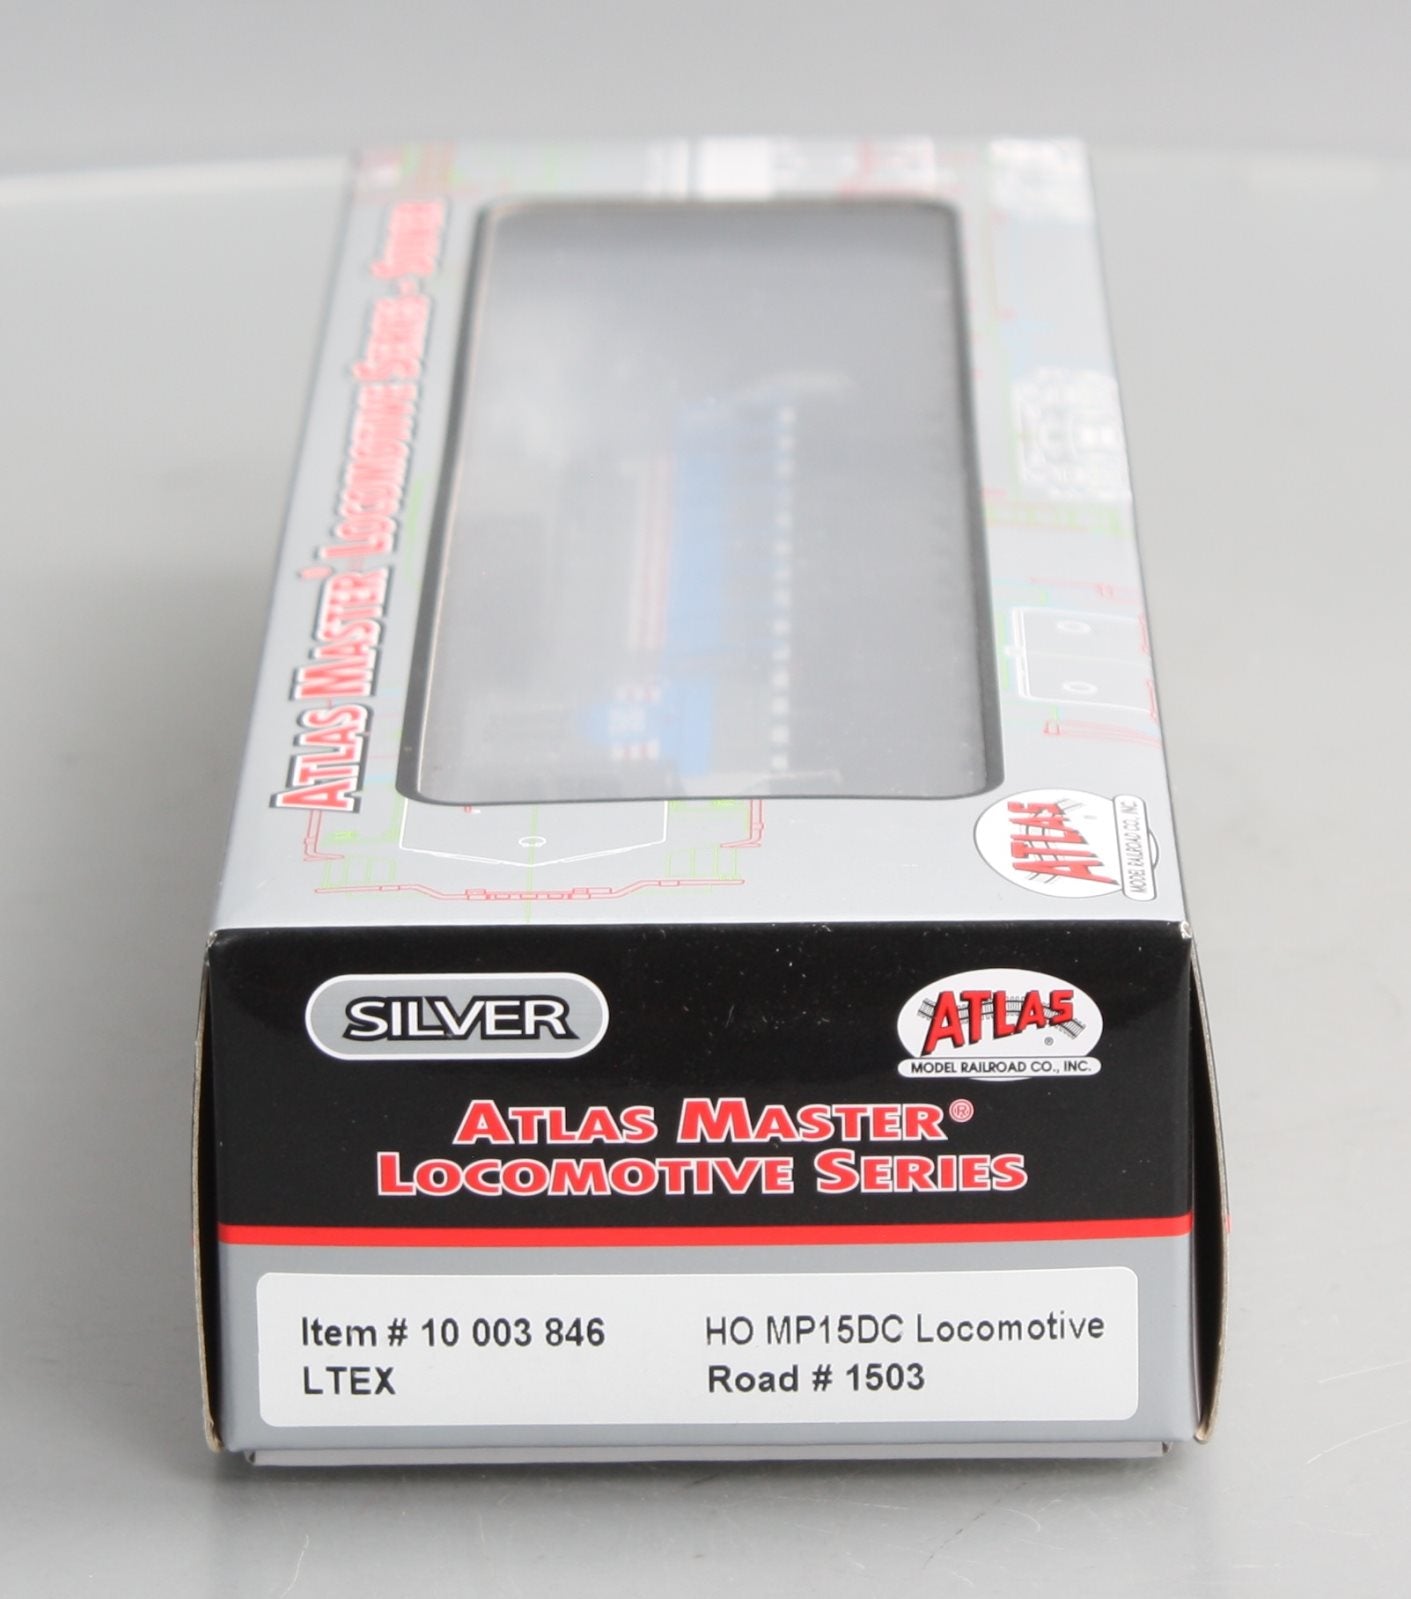 ATLAS MASTER® LOCOMOTIVE SERIES - SILVER
ATLAS
MODEL RAILROAD CO., INC.
SILVER
ATLAS®
MODEL RAILROAD CO., INC.
ATLAS MASTER®
LOCOMOTIVE SERIES
Item # 10 003 846
HO MP15DC Locomotive
LTEX
Road # 1503